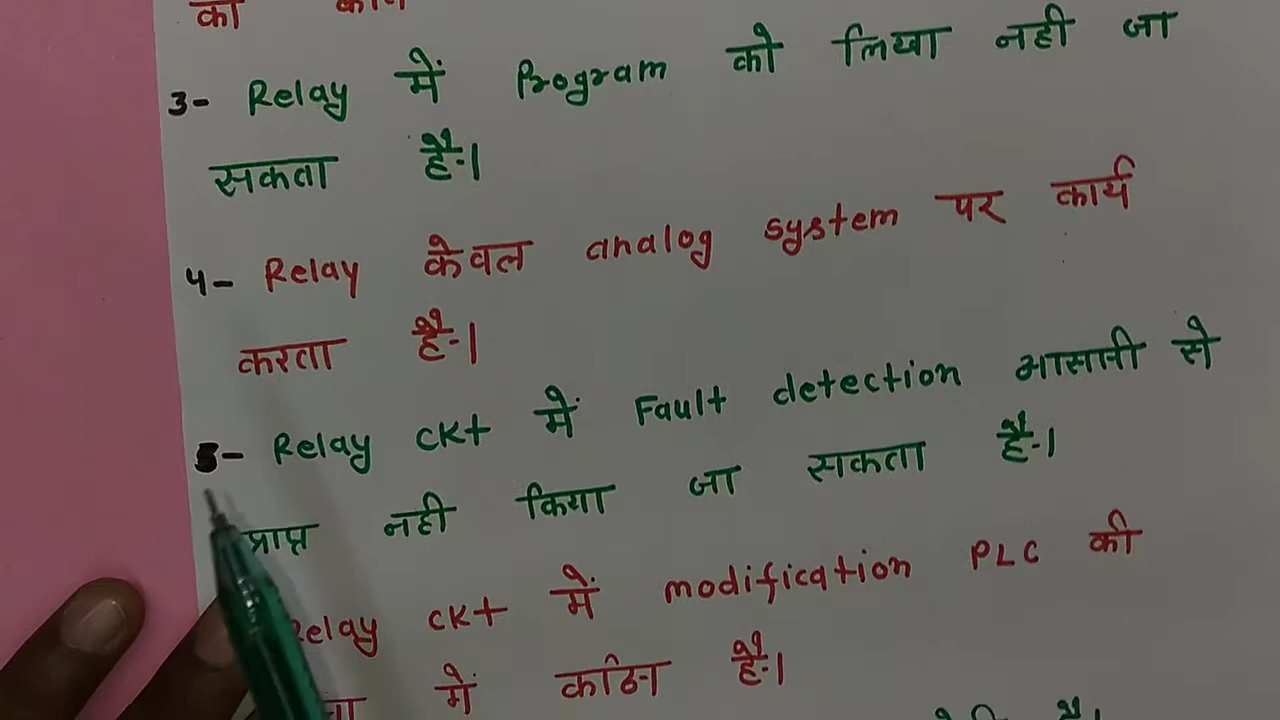 का
3- Relay में Program को लिखा नही जा
सकता है।
4- Relay केवल analog system पर कार्य
करता है।
5- Relay ckt में Fault detection आसानी से
प्राप्त नही किया जा सकता है।
Relay ckt में modification PLC की
में कठिन है।
है।